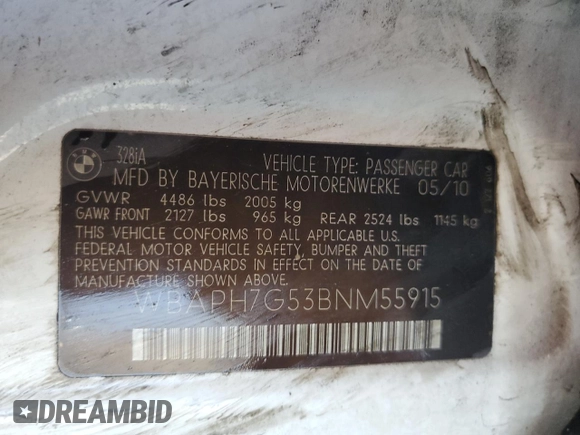 BMW
328iA
VEHICLE TYPE: PASSENGER CAR
MFD BY BAYERISCHE MOTORENWERKE 05/10
GVWR 4486 lbs 2005 kg
GAWR FRONT 2127 lbs 965 kg REAR 2524 lbs 1145 kg
THIS VEHICLE CONFORMS TO ALL APPLICABLE U.S.
FEDERAL MOTOR VEHICLE SAFETY, BUMPER AND THEFT
PREVENTION STANDARDS IN EFFECT ON THE DATE OF
MANUFACTURE SHOWN ABOVE.
WBAPH7G53BNM55915
DREAMBID